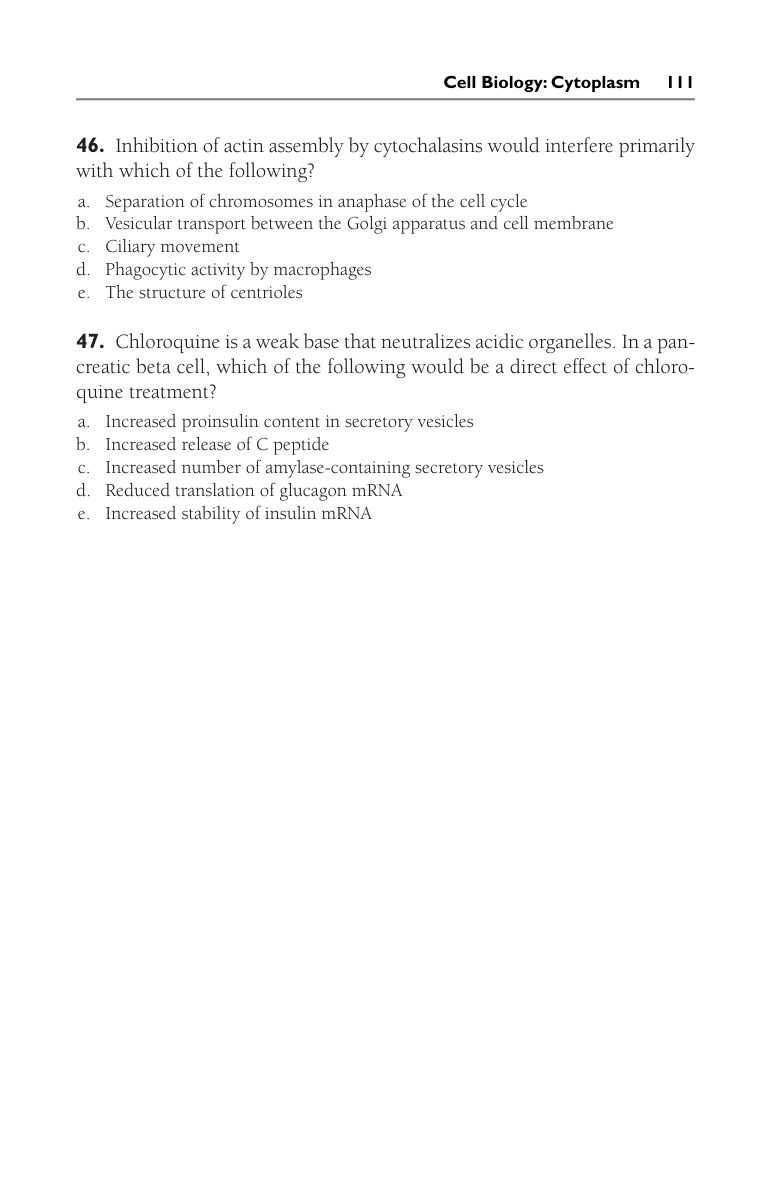 Cell Biology: Cytoplasm 111
46. Inhibition of actin assembly by cytochalasins would interfere primarily
with which of the following?
a. Separation of chromosomes in anaphase of the cell cycle
b. Vesicular transport between the Golgi apparatus and cell membrane
c. Ciliary movement
d. Phagocytic activity by macrophages
e. The structure of centrioles
47. Chloroquine is a weak base that neutralizes acidic organelles. In a pan-
creatic beta cell, which of the following would be a direct effect of chloro-
quine treatment?
a. Increased proinsulin content in secretory vesicles
b. Increased release of C peptide
c. Increased number of amylase-containing secretory vesicles
d. Reduced translation of glucagon mRNA
e. Increased stability of insulin mRNA